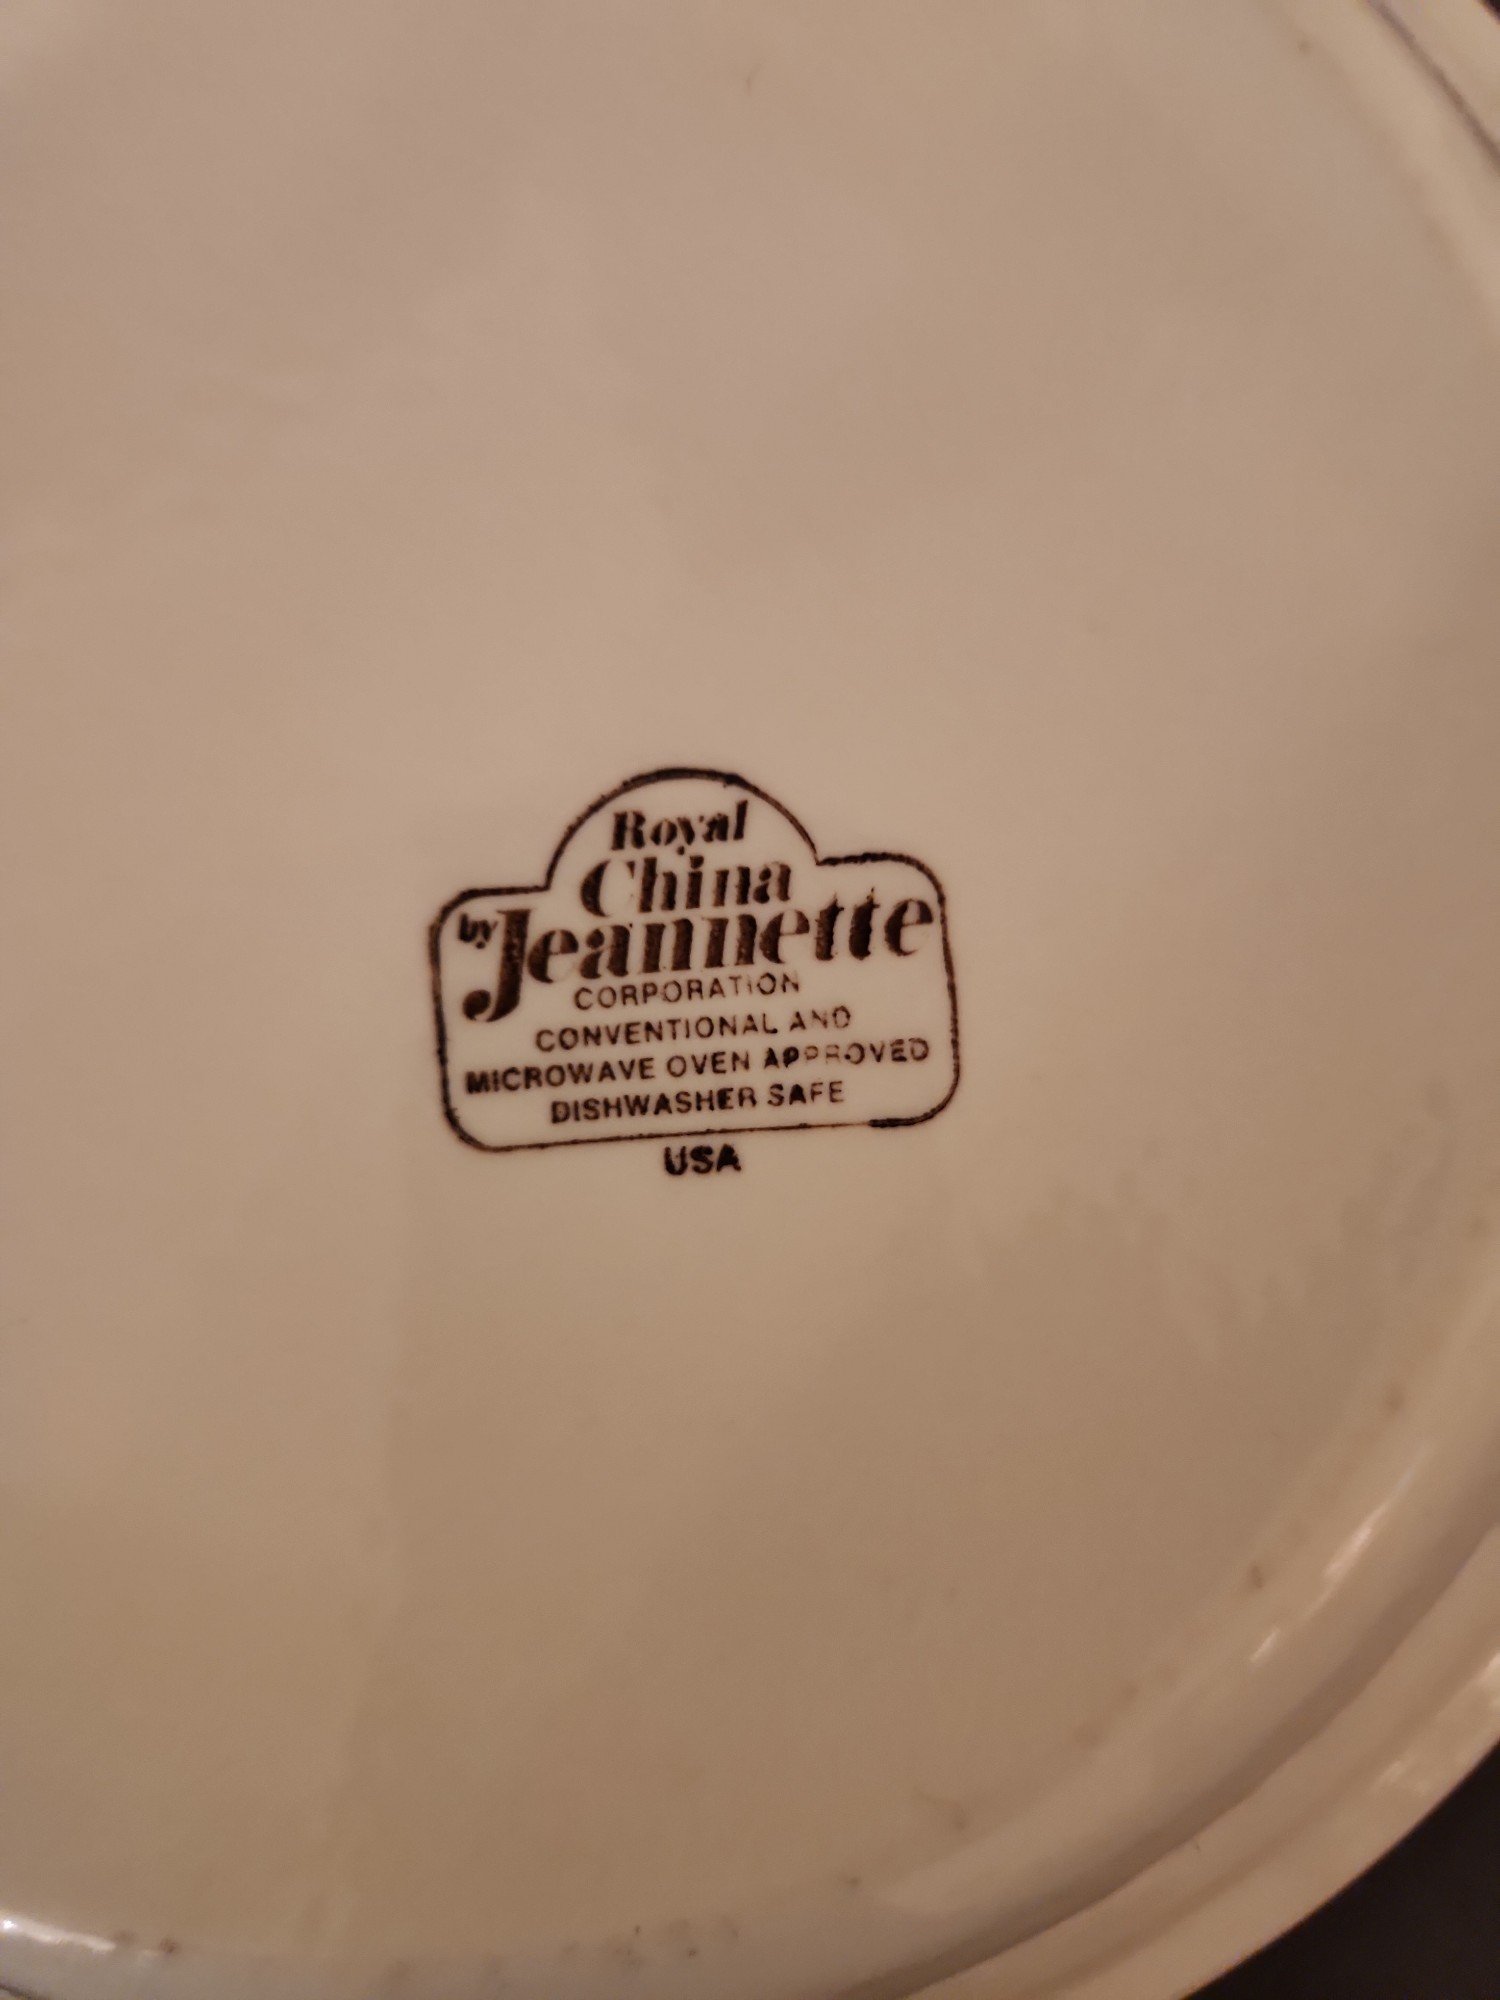 Royal
China
by Jeannette
CORPORATION
CONVENTIONAL AND
MICROWAVE OVEN APPROVED
DISHWASHER SAFE
USA